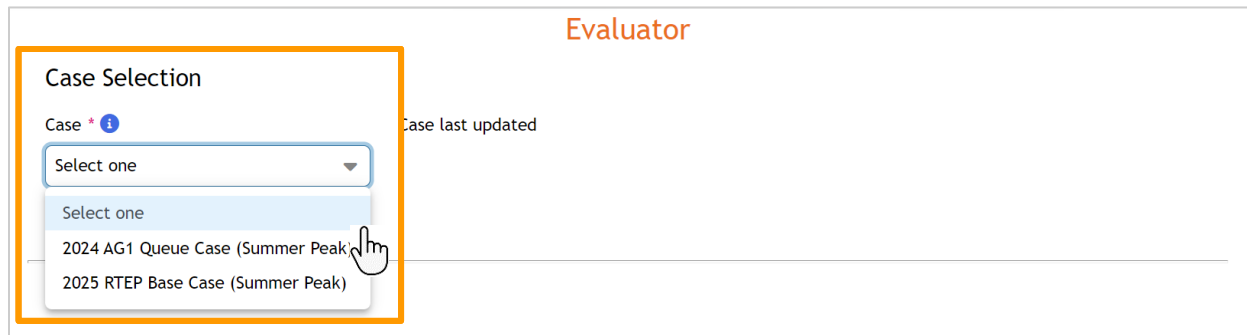 Evaluator
Case Selection
Case *
Case last updated
Select one
Select one
2024 AG1 Queue Case (Summer Peak)
2025 RTEP Base Case (Summer Peak)